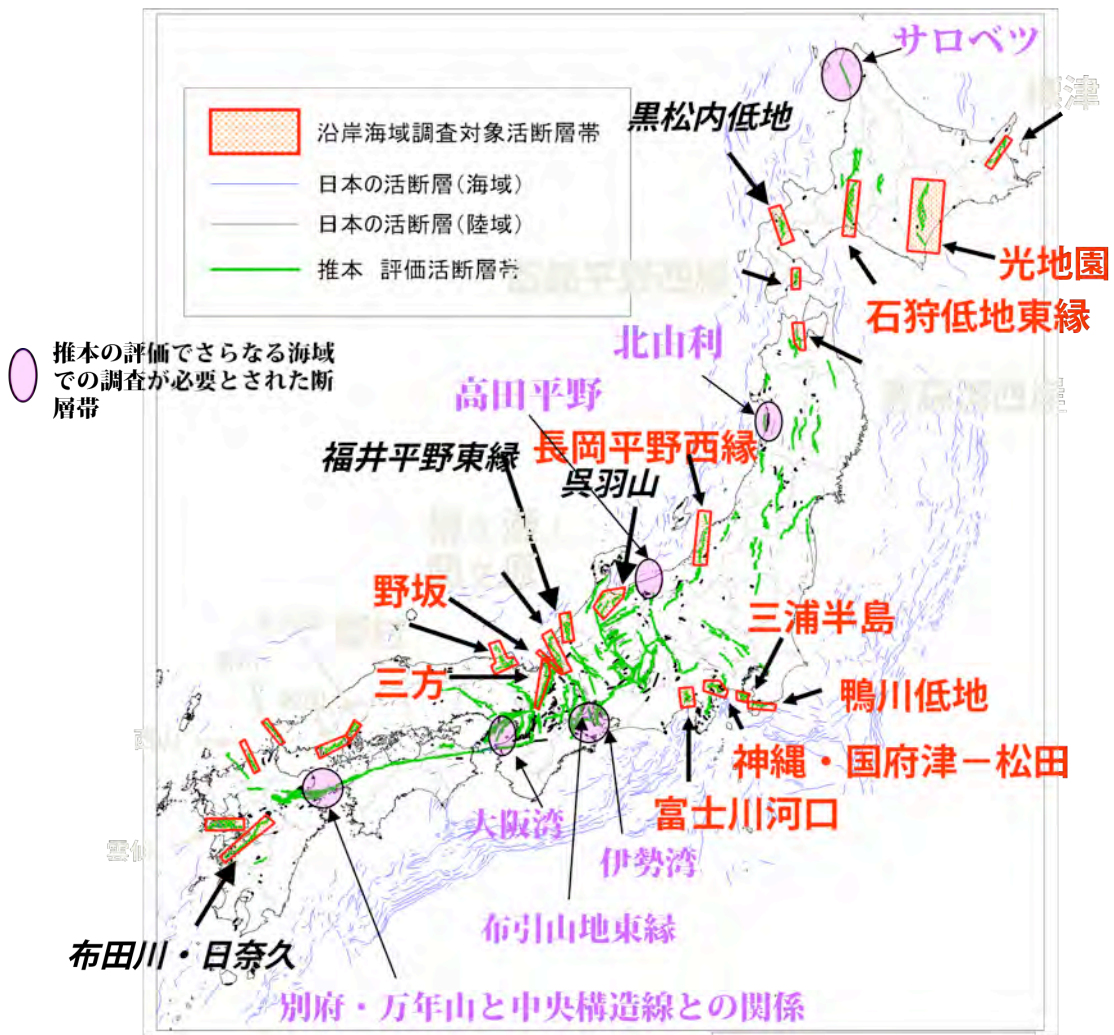 サロベツ
黒松内低地
沿岸海域調査対象活断層帯
日本の活断層(海域)
日本の活断層(陸域)
推本 評価活断層帯
光地園
石狩低地東縁
推本の評価でさらなる海域
での調査が必要とされた断
層帯
北由利
高田平野
長岡平野西縁
福井平野東縁
呉羽山
野坂
三浦半島
三方
鴨川低地
神縄・国府津－松田
富士川河口
大阪湾
伊勢湾
布引山地東縁
布田川・日奈久
別府・万年山と中央構造線との関係